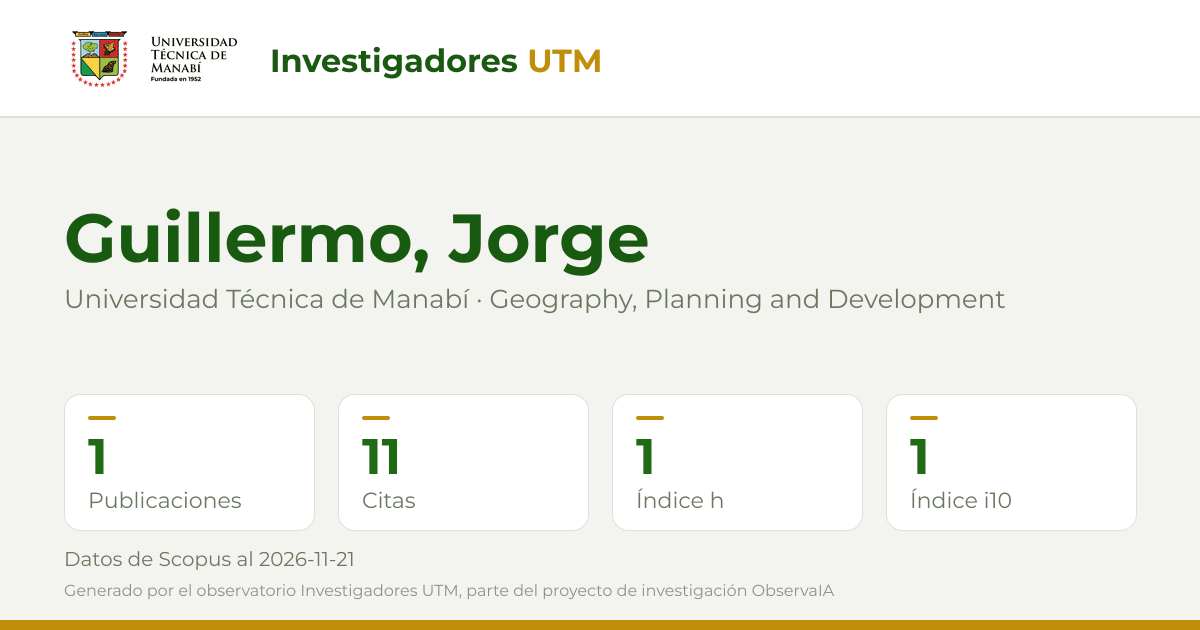 UNIVERSIDAD
TÉCNICA DE
MANABÍ
Fundada en 1952
Investigadores UTM
Guillermo, Jorge
Universidad Técnica de Manabí · Geography, Planning and Development
1
Publicaciones
11
Citas
1
Índice h
1
Índice i10
Datos de Scopus al 2026-11-21
Generado por el observatorio Investigadores UTM, parte del proyecto de investigación ObservaIA